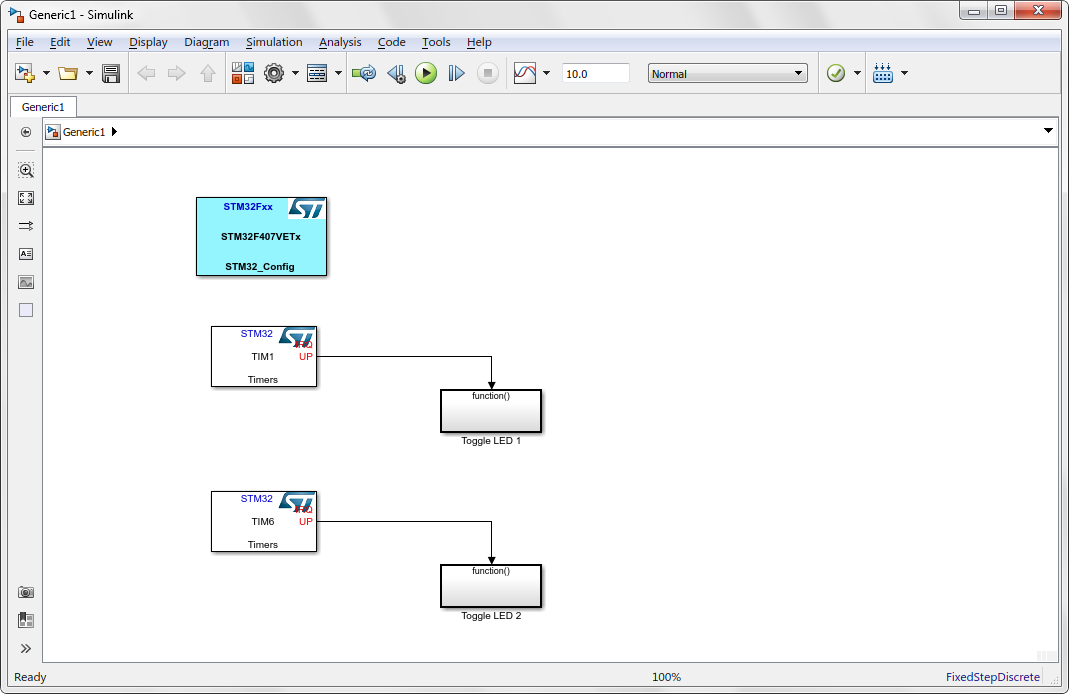 Generic1 - Simulink
File Edit View Display Diagram Simulation Analysis Code Tools Help
10.0 Normal
Generic1
Generic1
STM32Fxx
STM32F407VETx
STM32_Config
STM32
IRQ
TIM1 UP
Timers
function()
Toggle LED 1
STM32
IRQ
TIM6 UP
Timers
function()
Toggle LED 2
Ready 100% FixedStepDiscrete